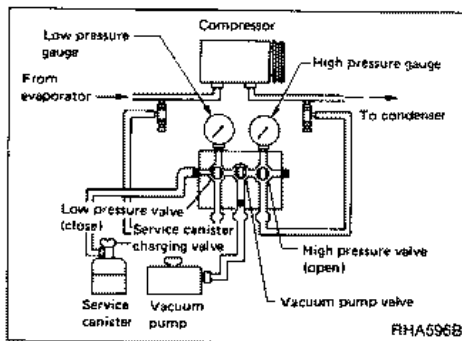 Compressor
Low pressure
gauge
High pressure gauge
From
evaporator
To condenser
Low pressure valve
(close)
Service canister
charging valve
High pressure valve
(open)
Vacuum pump valve
Service
canister
Vacuum
pump
RHA596B